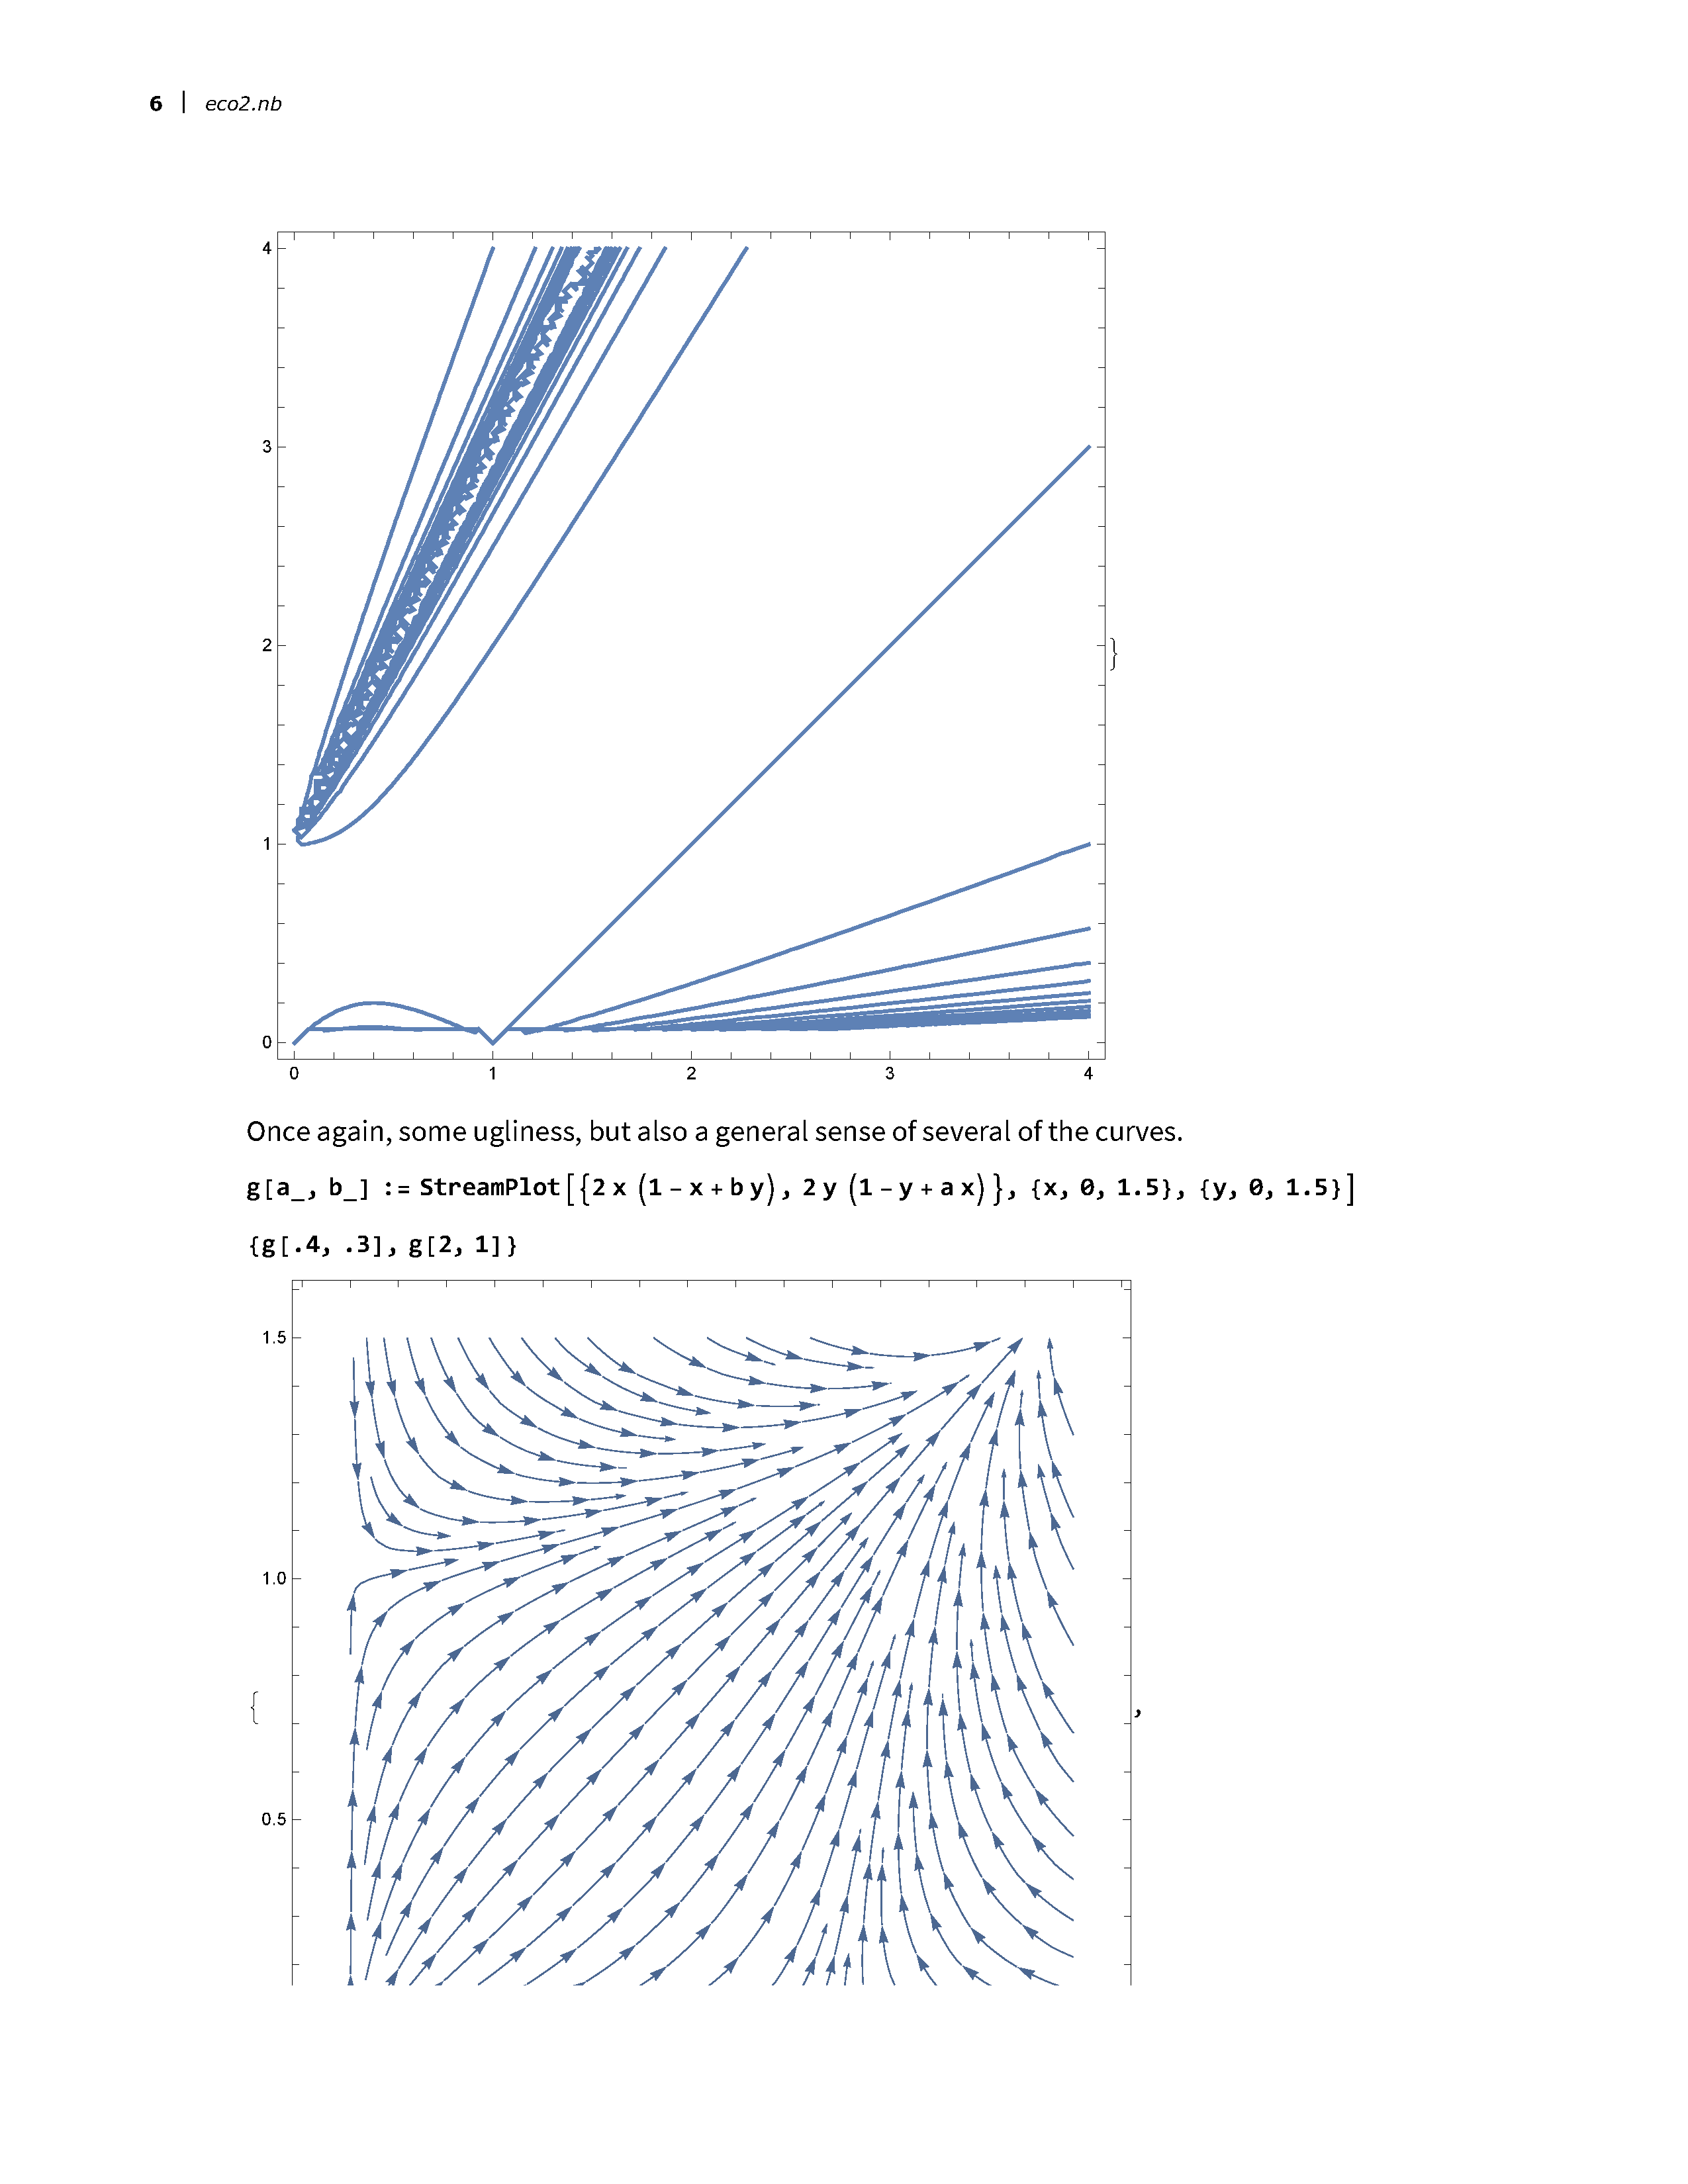 6 | eco2.nb
4
3
2
1
0
0 1 2 3 4
}
Once again, some ugliness, but also a general sense of several of the curves.
g[a_, b_] := StreamPlot[{2 x (1 - x + b y), 2 y (1 - y + a x)}, {x, 0, 1.5}, {y, 0, 1.5}]
{g[.4, .3], g[2, 1]}
1.5
1.0
{ ,
0.5